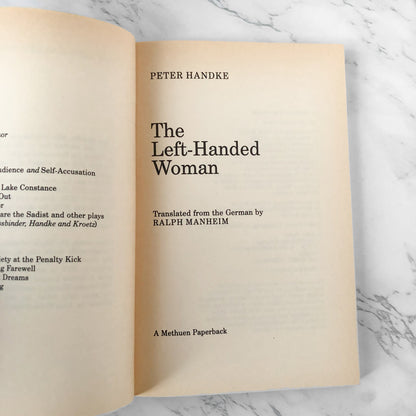 or
udience and Self-Accusation
Lake Constance
Out
r
are the Sadist and other plays
sbinder, Handke and Kroetz)
iety at the Penalty Kick
g Farewell
Dreams
g
PETER HANDKE
The
Left-Handed
Woman
Translated from the German by
RALPH MANHEIM
A Methuen Paperback